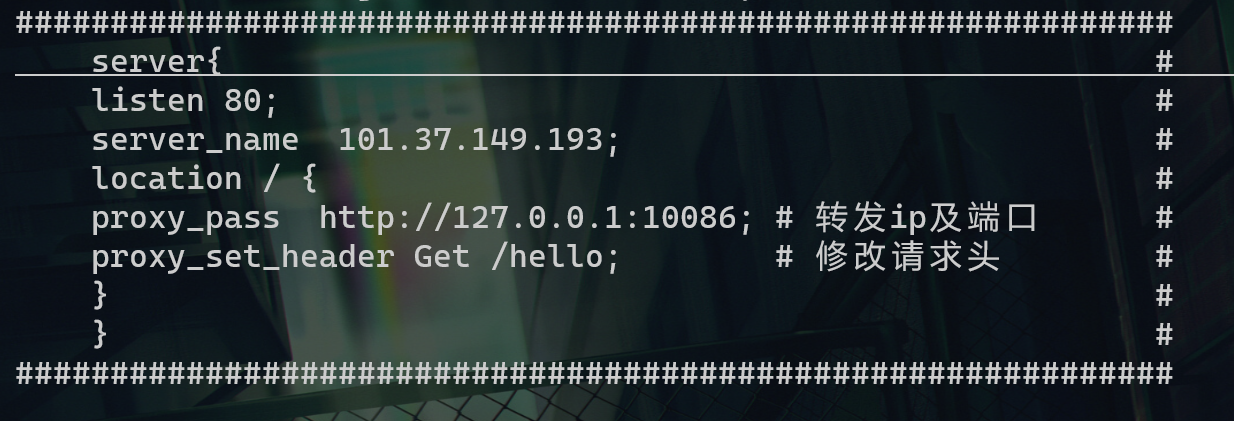 #############################################################
    server{                                                 #
    listen 80;                                              #
    server_name  101.37.149.193;                            #
    location / {                                            #
    proxy_pass  http://127.0.0.1:10086; # 转发ip及端口      #
    proxy_set_header Get /hello;        # 修改请求头        #
    }                                                       #
    }                                                       #
#############################################################